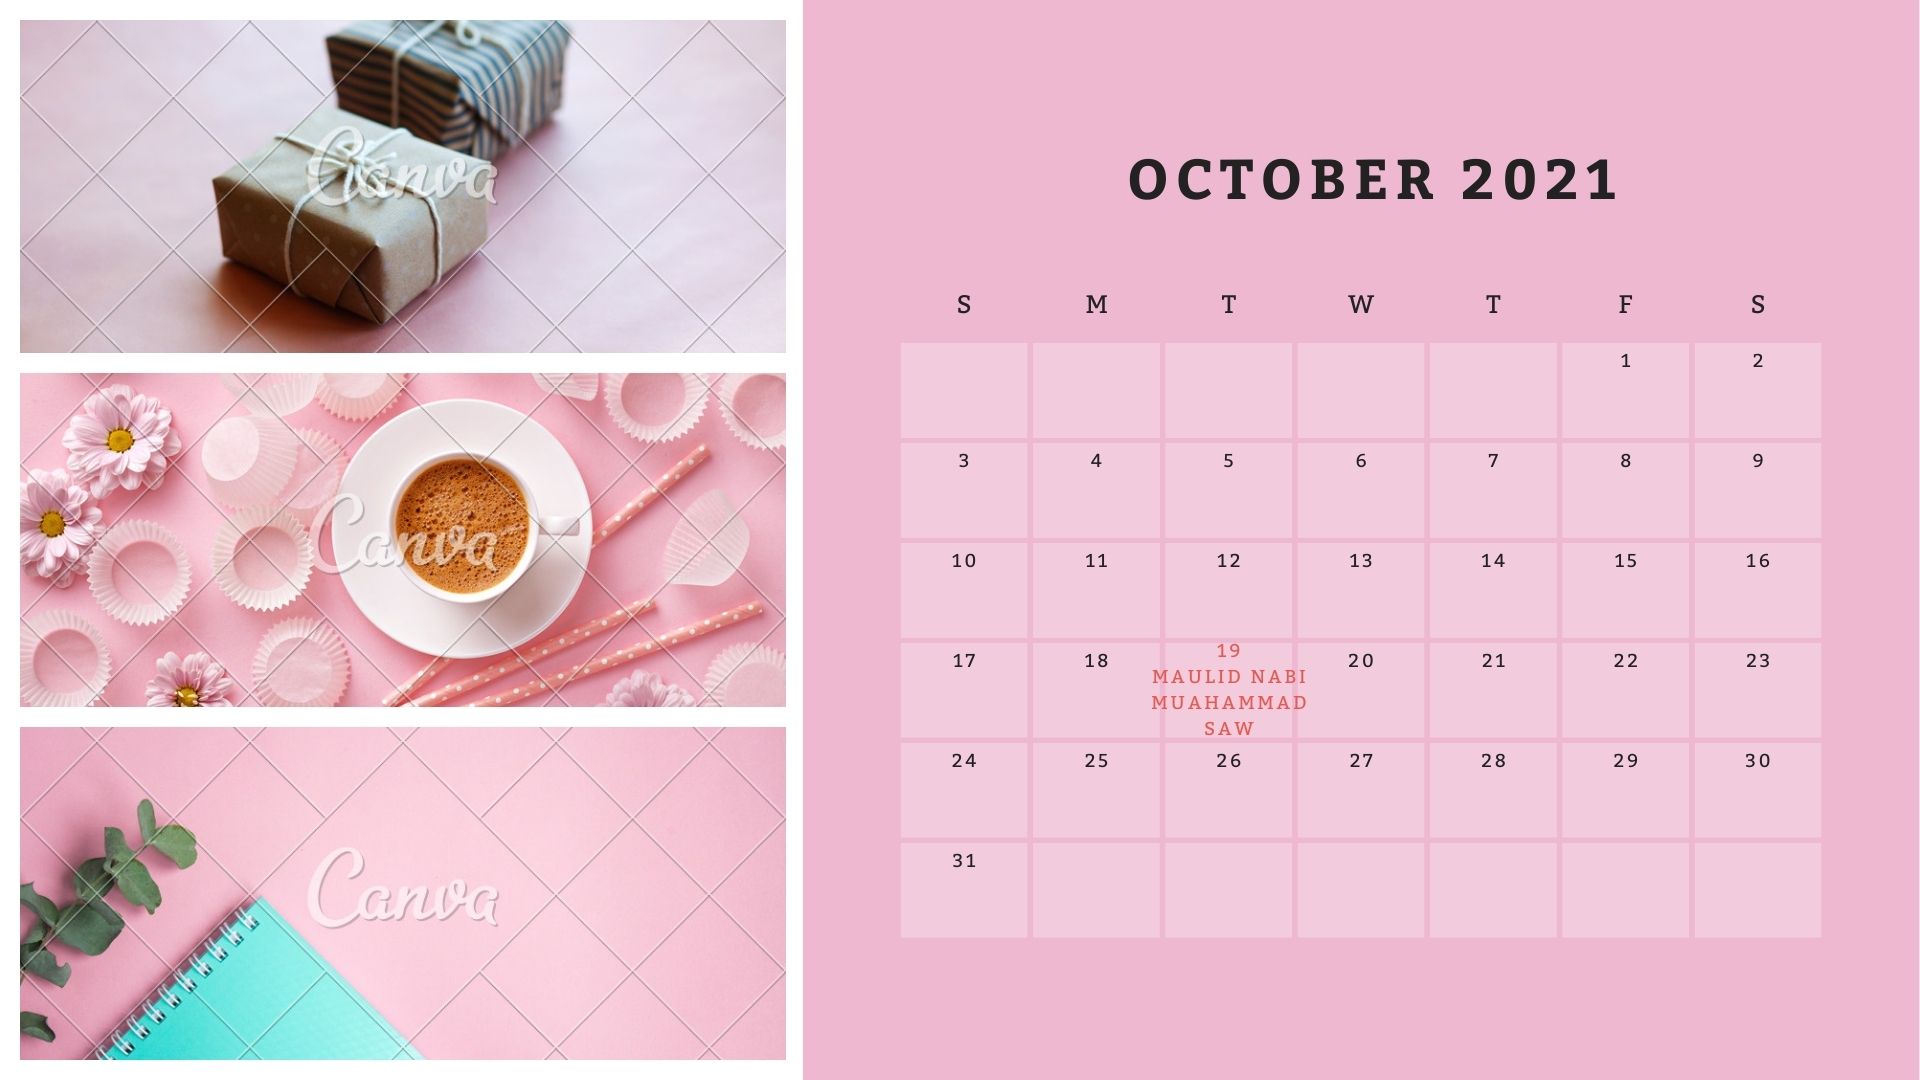 Canva
Canva
Canva
OCTOBER 2021
S M T W T F S
1 2
3 4 5 6 7 8 9
10 11 12 13 14 15 16
17 18 19 20 21 22 23
MAULID NABI
MUAHAMMAD
SAW
24 25 26 27 28 29 30
31